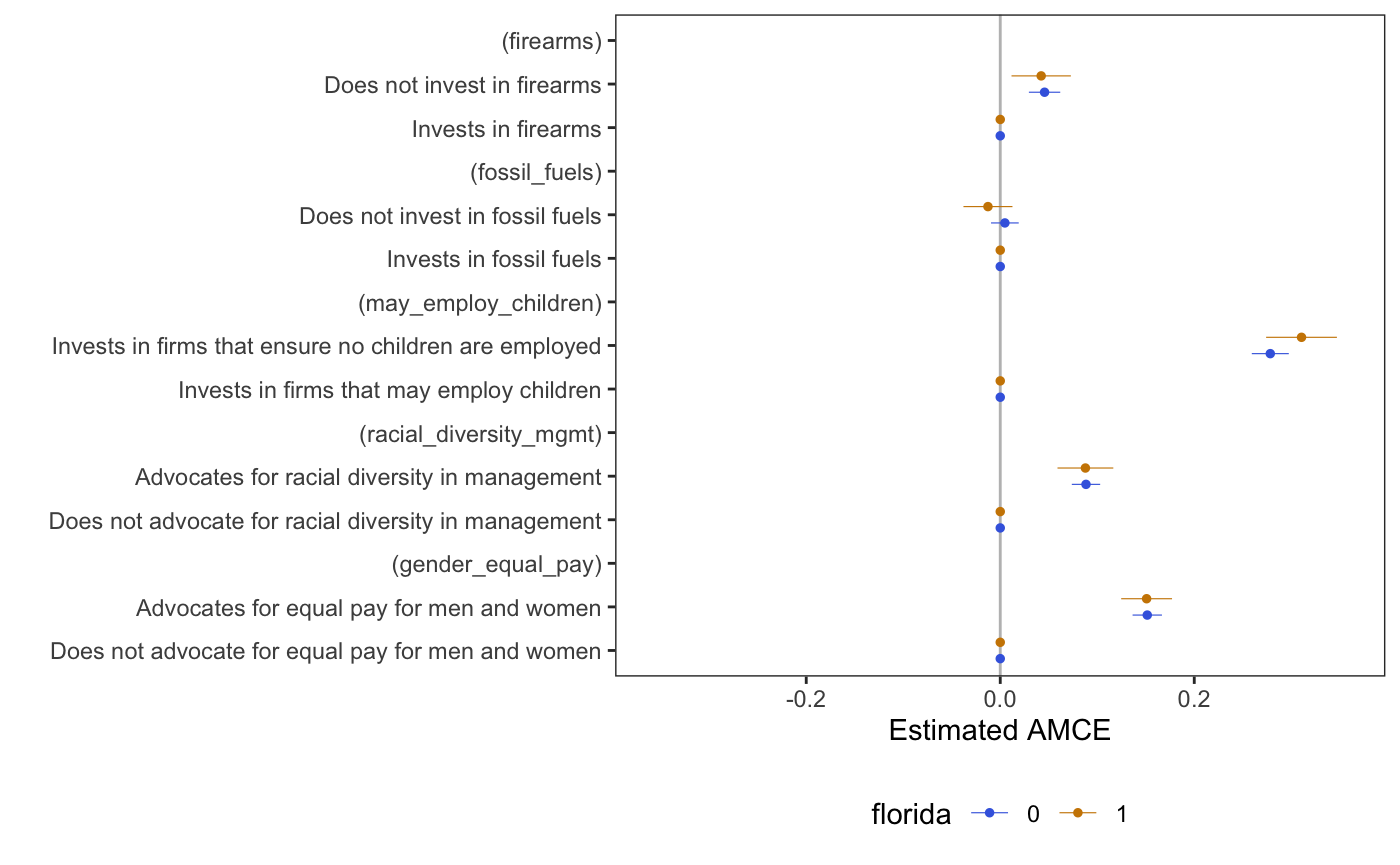 (firearms)
Does not invest in firearms
Invests in firearms
(fossil_fuels)
Does not invest in fossil fuels
Invests in fossil fuels
(may_employ_children)
Invests in firms that ensure no children are employed
Invests in firms that may employ children
(racial_diversity_mgmt)
Advocates for racial diversity in management
Does not advocate for racial diversity in management
(gender_equal_pay)
Advocates for equal pay for men and women
Does not advocate for equal pay for men and women
-0.2 0.0 0.2
Estimated AMCE
florida 0 1